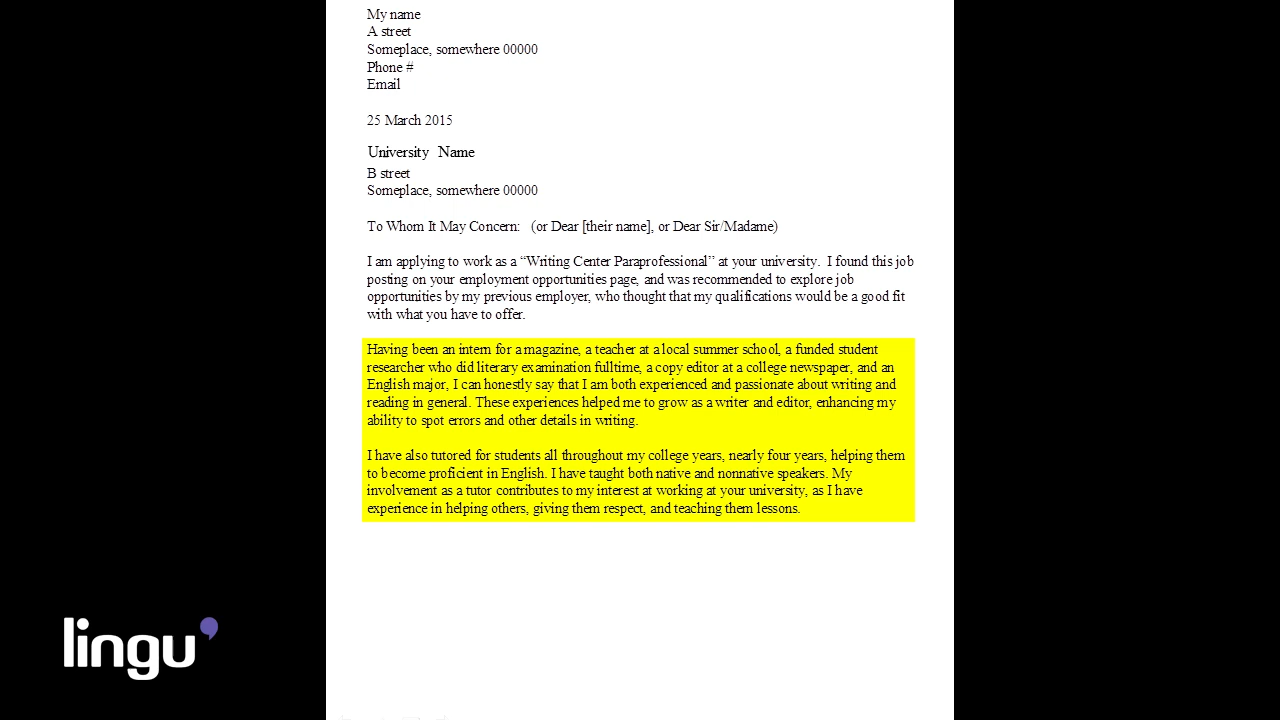 My name
A street
Someplace, somewhere 00000
Phone #
Email
25 March 2015
University Name
B street
Someplace, somewhere 00000
To Whom It May Concern: (or Dear [their name], or Dear Sir/Madame)
I am applying to work as a “Writing Center Paraprofessional” at your university. I found this job
posting on your employment opportunities page, and was recommended to explore job
opportunities by my previous employer, who thought that my qualifications would be a good fit
with what you have to offer.
Having been an intern for a magazine, a teacher at a local summer school, a funded student
researcher who did literary examination fulltime, a copy editor at a college newspaper, and an
English major, I can honestly say that I am both experienced and passionate about writing and
reading in general. These experiences helped me to grow as a writer and editor, enhancing my
ability to spot errors and other details in writing.
I have also tutored for students all throughout my college years, nearly four years, helping them
to become proficient in English. I have taught both native and nonnative speakers. My
involvement as a tutor contributes to my interest at working at your university, as I have
experience in helping others, giving them respect, and teaching them lessons.
lingu